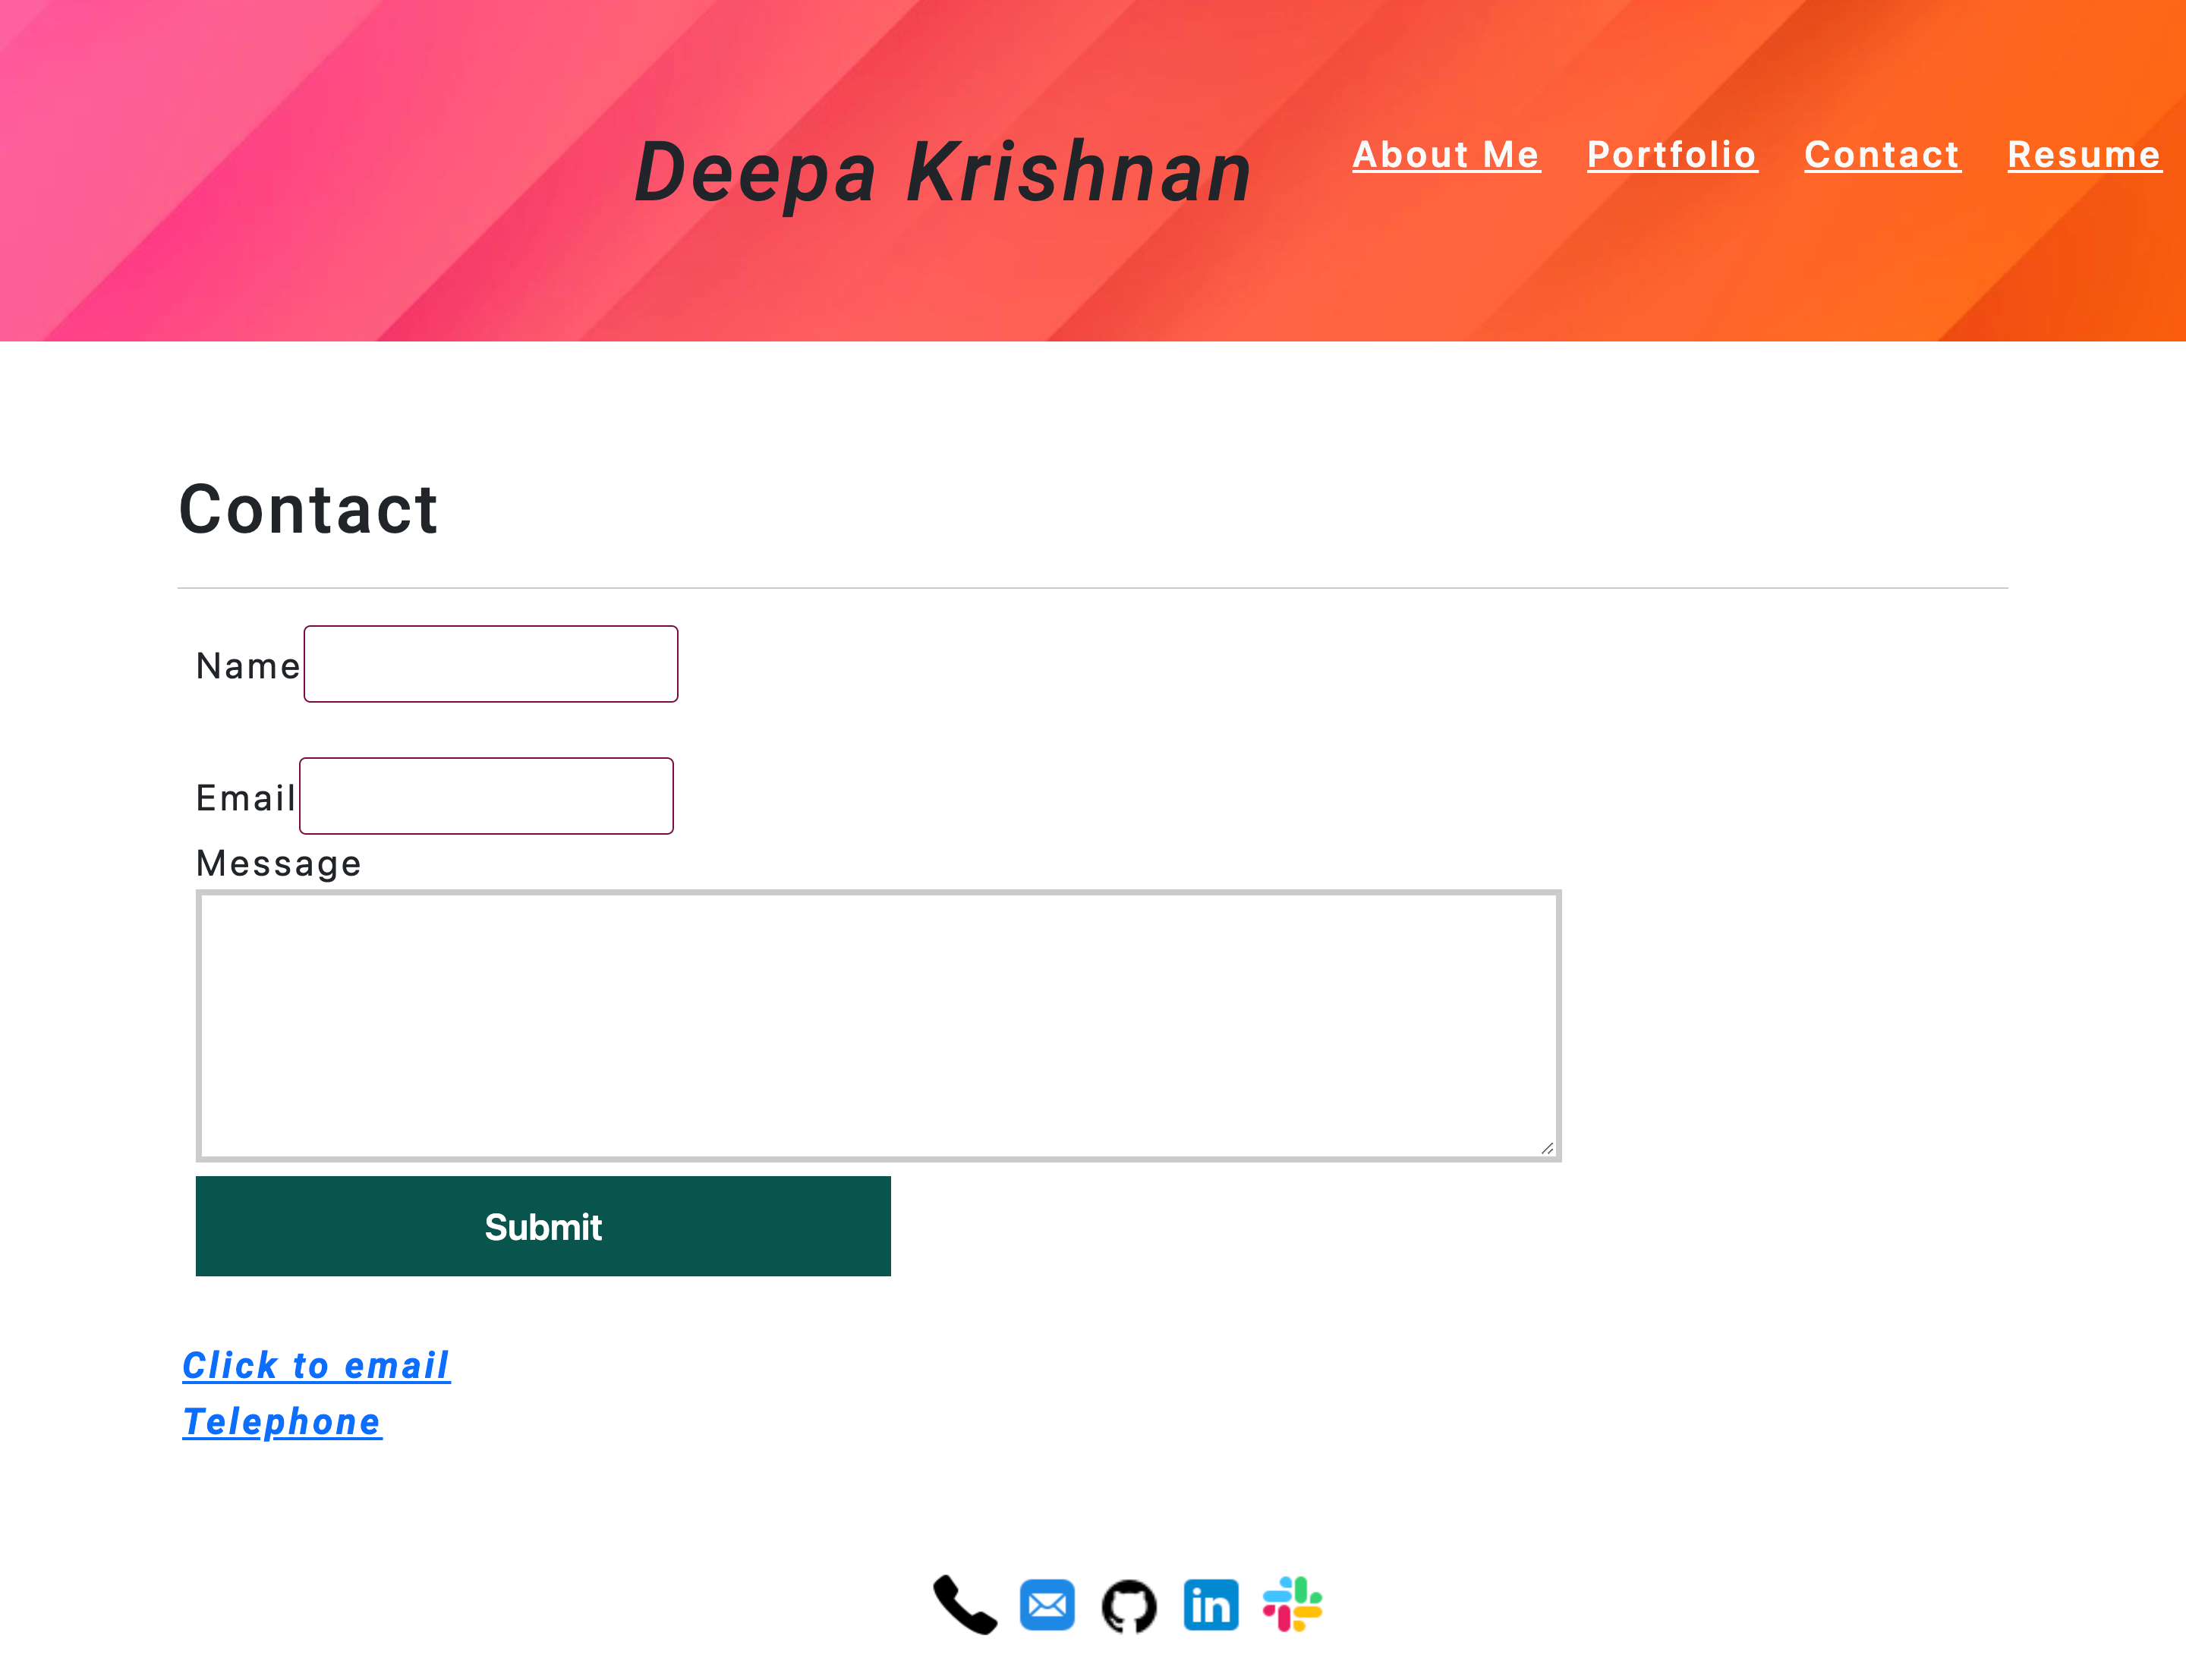 Deepa Krishnan
About Me Portfolio Contact Resume
Contact
Name
Email
Message
Submit
Click to email
Telephone
in